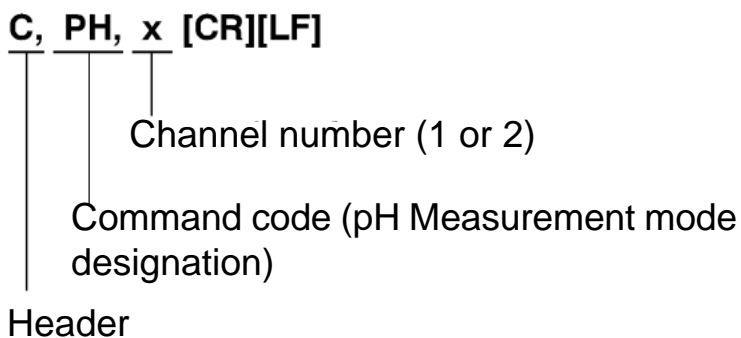 C, PH, x [CR][LF]
Channel number (1 or 2)
Command code (pH Measurement mode
designation)
Header